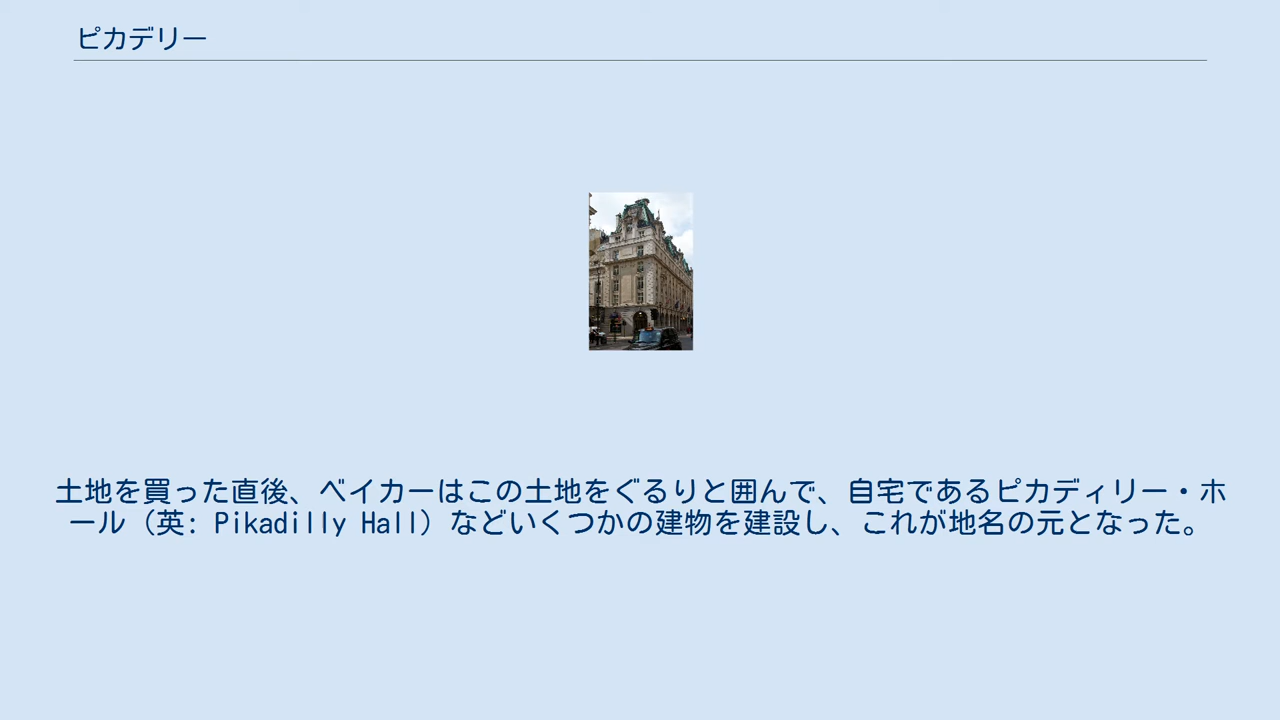 ピカデリー
土地を買った直後、ベイカーはこの土地をぐるりと囲んで、自宅であるピカディリー・ホ
ール（英: Pikadilly Hall）などいくつかの建物を建設し、これが地名の元となった。